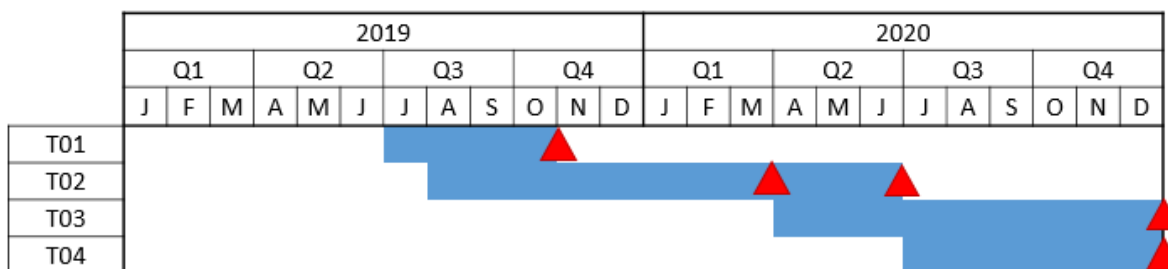 2019 2020
Q1 Q2 Q3 Q4 Q1 Q2 Q3 Q4
J F M A M J J A S O N D J F M A M J J A S O N D
T01
T02
T03
T04